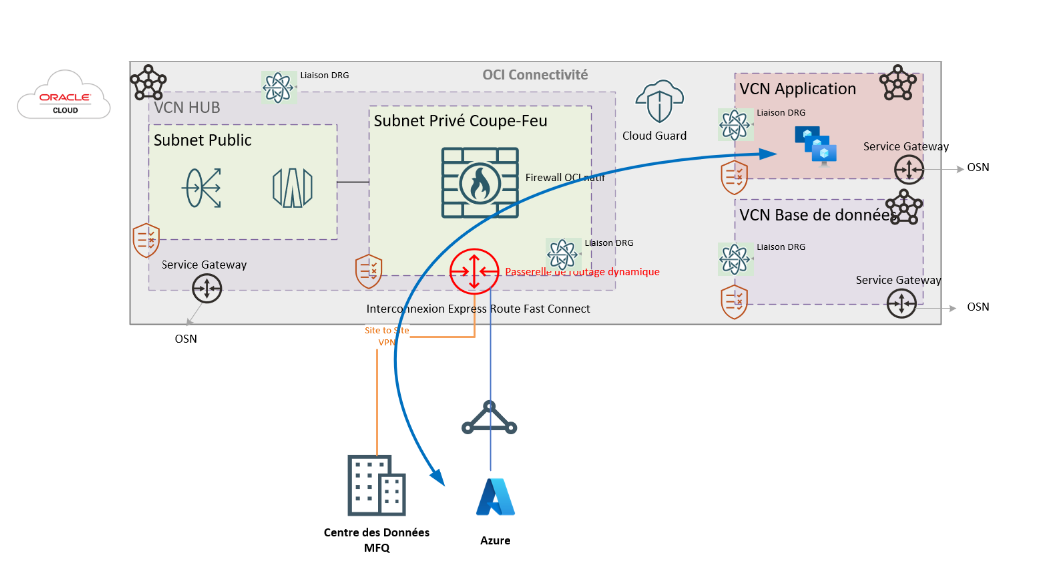 OCI Connectivité
Liaison DRG
ORACLE
CLOUD
VCN HUB
Subnet Public
Subnet Privé Coupe-Feu
Firewall OCI natif
Cloud Guard
VCN Application
Liaison DRG
Service Gateway
OSN
VCN Base de données
Liaison DRG
Liaison DRG
Service Gateway
Passerelle de routage dynamique
Service Gateway
OSN
Interconnexion Express Route Fast Connect
OSN
Site to Site
VPN
Centre des Données
MFQ
Azure